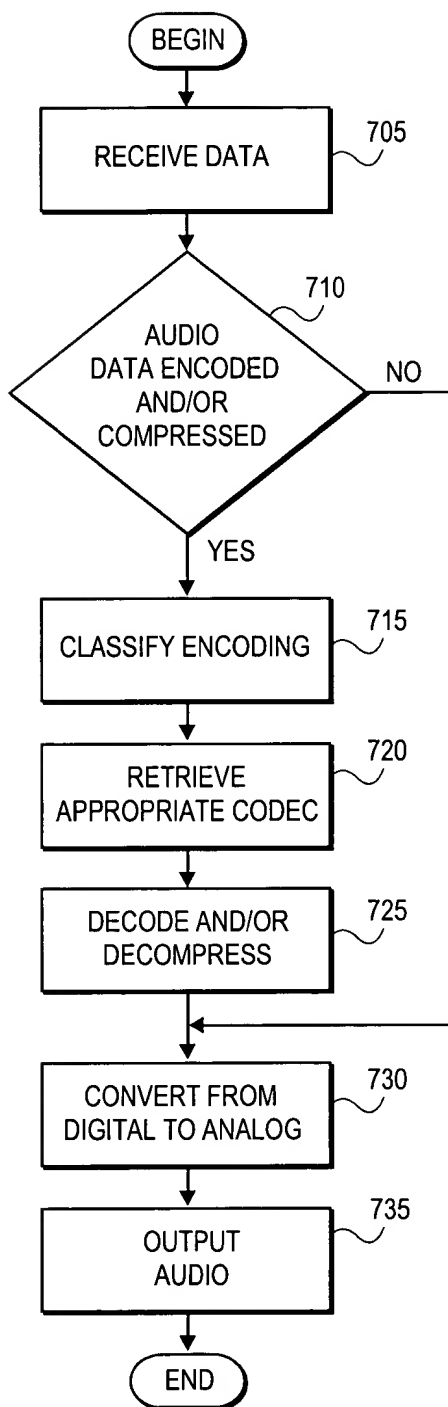 BEGIN
RECEIVE DATA
705
710
AUDIO
DATA ENCODED
AND/OR
COMPRESSED
NO
YES
CLASSIFY ENCODING
715
RETRIEVE
APPROPRIATE CODEC
720
DECODE AND/OR
DECOMPRESS
725
CONVERT FROM
DIGITAL TO ANALOG
730
OUTPUT
AUDIO
735
END